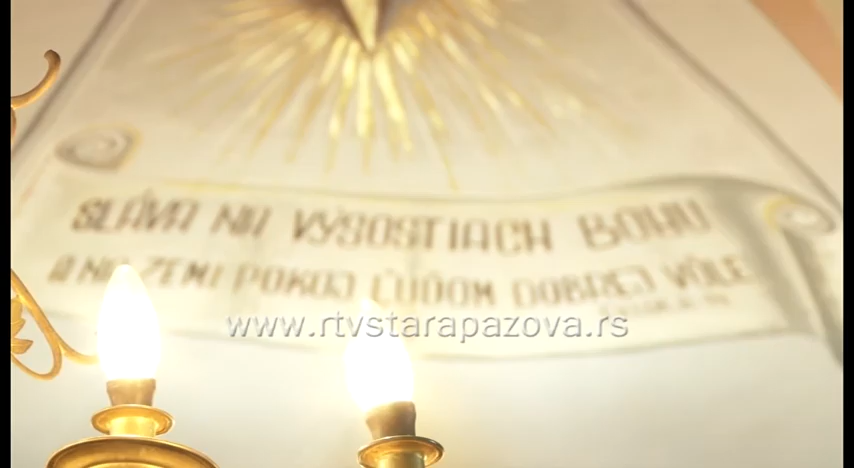 SLÁVA NA VÝSOSTIACH BOHU
A NA ZEMI POKOJ ĽUĎOM DOBREJ VÔLE
www.rtvstarapazova.rs